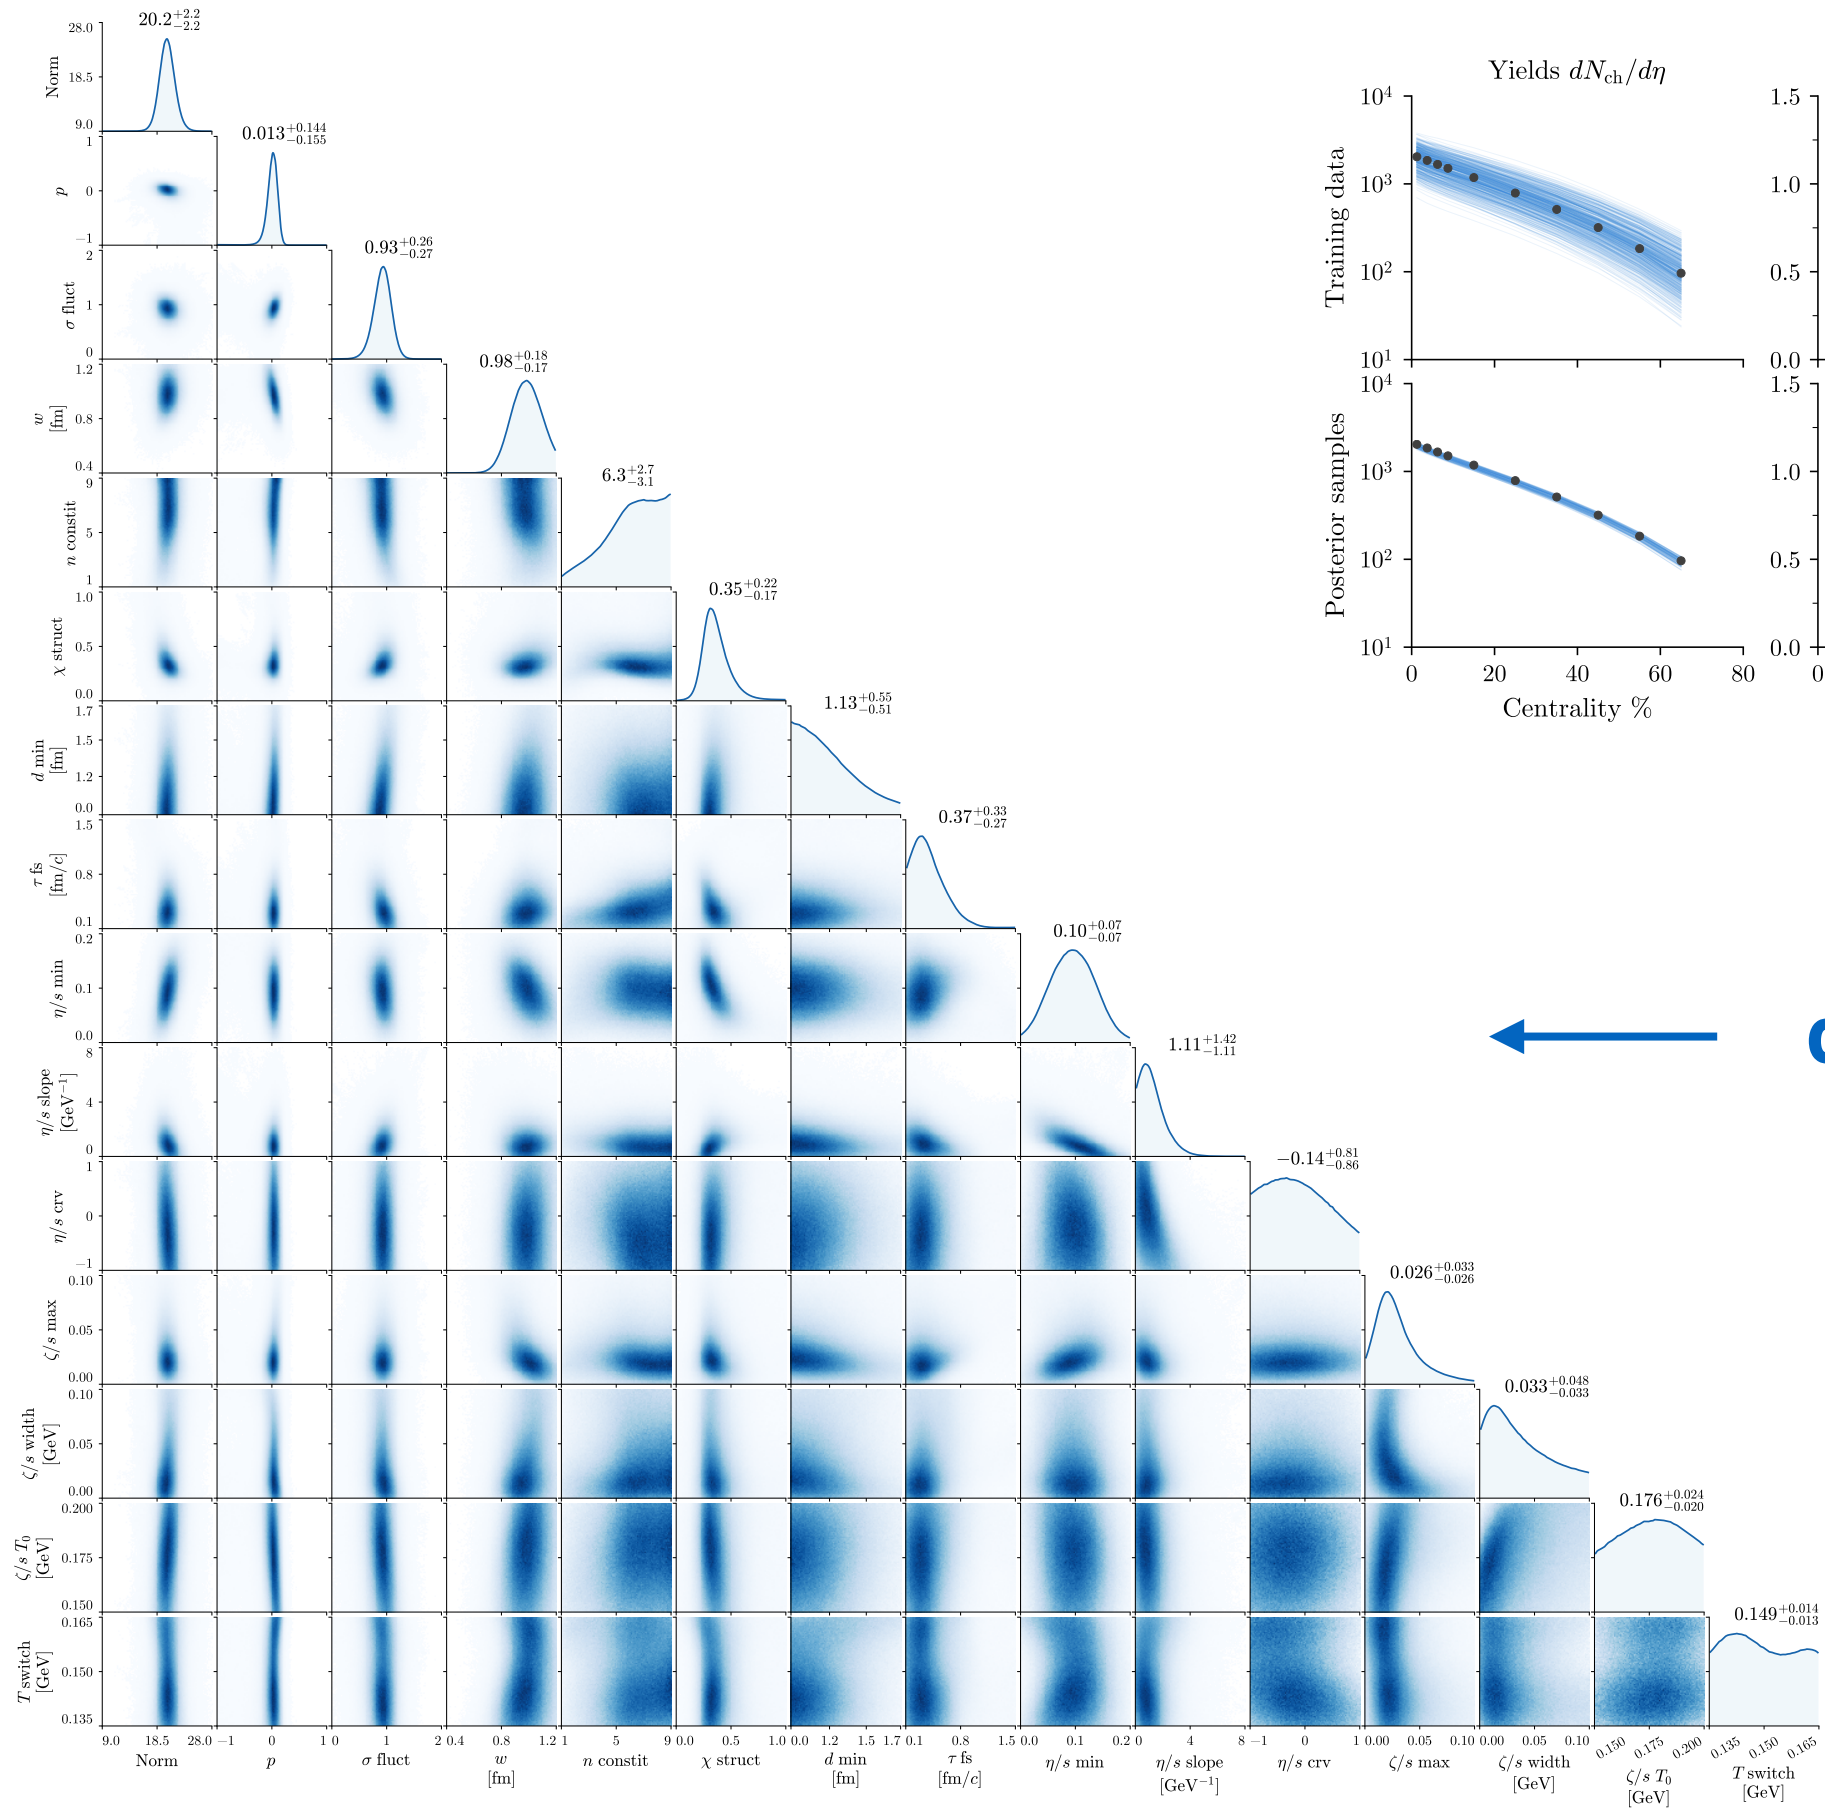 20.2+2.2−2.2
28.0
18.5
9.0
Norm
0.013+0.144−0.155
1
0
−1
p
0.93+0.26−0.27
2
1
0
σ fluct
0.98+0.18−0.17
1.2
0.8
0.4
w
[fm]
6.3+2.7−3.1
9
5
1
n constit
0.35+0.22−0.17
1.0
0.5
0.0
χ struct
1.13+0.55−0.51
1.7
1.5
1.2
0.0
d min
[fm]
0.37+0.33−0.27
1.5
0.8
0.1
τ fs
[fm/c]
0.10+0.07−0.07
0.2
0.1
0.0
η/s min
1.11+1.42−1.11
8
4
0
η/s slope
[GeV−1]
−0.14+0.81−0.86
1
0
−1
η/s crv
0.026+0.033−0.026
0.10
0.05
0.00
ζ/s max
0.033+0.048−0.033
0.10
0.05
0.00
ζ/s width
[GeV]
0.176+0.024−0.020
0.200
0.175
0.150
ζ/s T0
[GeV]
0.149+0.014−0.013
0.165
0.150
0.135
T switch
[GeV]
9.0 18.5 28.0 −1 0 1 0 1 2 0.4 0.8 1.2 1 5 9 0.0 0.5 1.0 0.0 1.2 1.5 1.7 0.1 0.8 1.5 0.0 0.1 0.2 0 4 8 −1 0 1 0.00 0.05 0.10 0.00 0.05 0.10 0.150 0.175 0.200 0.135 0.150 0.165
Norm p σ fluct w n constit χ struct d min τ fs η/s min η/s slope η/s crv ζ/s max ζ/s width ζ/s T0 T switch
[fm] [fm] [fm/c] [GeV−1] [GeV] [GeV] [GeV]
Yields dNch/dη
Training data
104
103
102
101
1.5
1.0
0.5
0.0
Posterior samples
104
103
102
101
1.5
1.0
0.5
0.0
0 20 40 60 80 0
Centrality %